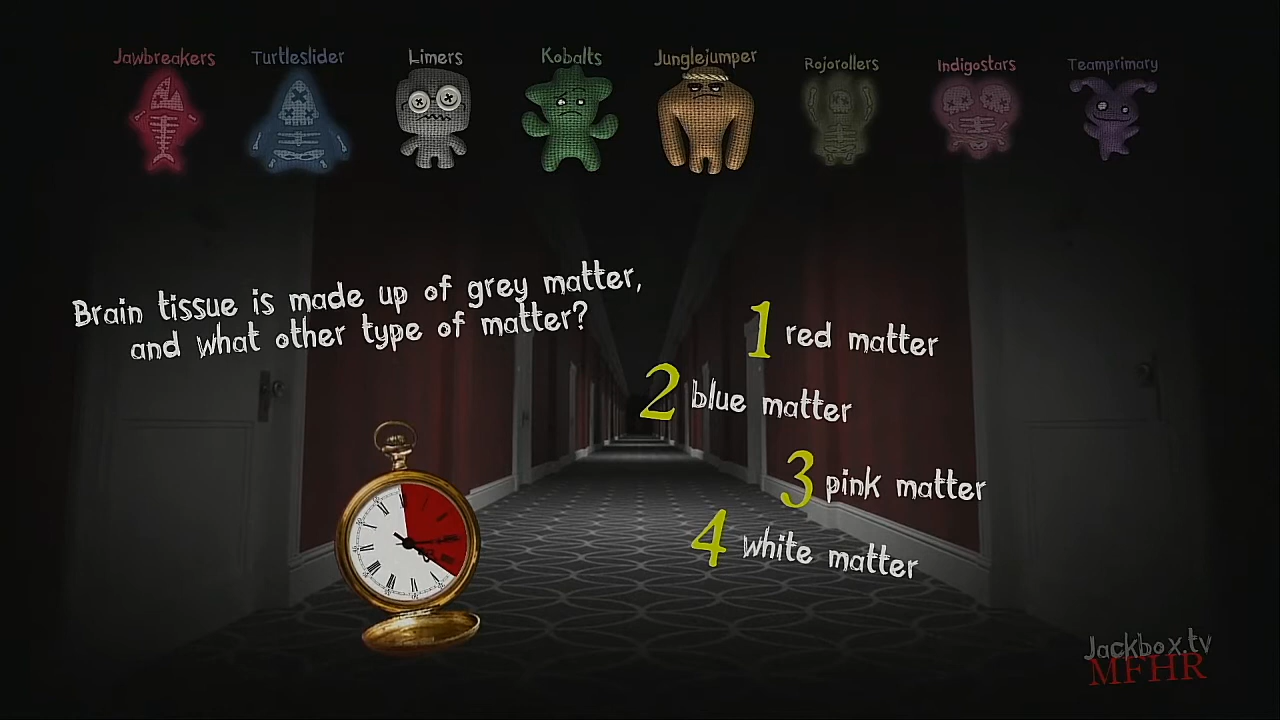 Jawbreakers Turtleslider Limers Kobalts Junglejumper Rojorollers Indigostars Teamprimary
Brain tissue is made up of grey matter,
and what other type of matter?
1 red matter
2 blue matter
3 pink matter
4 white matter
Jackbox.tv
MFHR